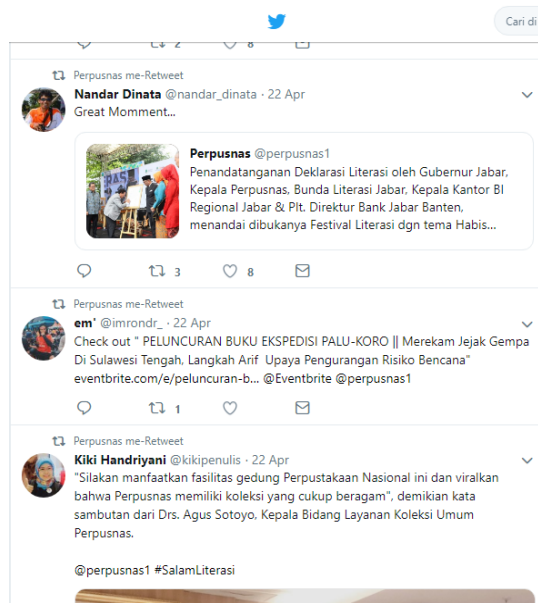 Cari di
2
8
Perpusnas me-Retweet
Nandar Dinata @nandar_dinata · 22 Apr
Great Momment...
Perpusnas @perpusnas1
Penandatanganan Deklarasi Literasi oleh Gubernur Jabar,
Kepala Perpusnas, Bunda Literasi Jabar, Kepala Kantor BI
Regional Jabar & Plt. Direktur Bank Jabar Banten,
menandai dibukanya Festival Literasi dgn tema Habis...
3
8
Perpusnas me-Retweet
em' @imrondr_ · 22 Apr
Check out " PELUNCURAN BUKU EKSPEDISI PALU-KORO || Merekam Jejak Gempa
Di Sulawesi Tengah, Langkah Arif Upaya Pengurangan Risiko Bencana"
eventbrite.com/e/peluncuran-b... @Eventbrite @perpusnas1
1
Perpusnas me-Retweet
Kiki Handriyani @kikipenulis · 22 Apr
"Silakan manfaatkan fasilitas gedung Perpustakaan Nasional ini dan viralkan
bahwa Perpusnas memiliki koleksi yang cukup beragam", demikian kata
sambutan dari Drs. Agus Sotoyo, Kepala Bidang Layanan Koleksi Umum
Perpusnas.
@perpusnas1 #SalamLiterasi